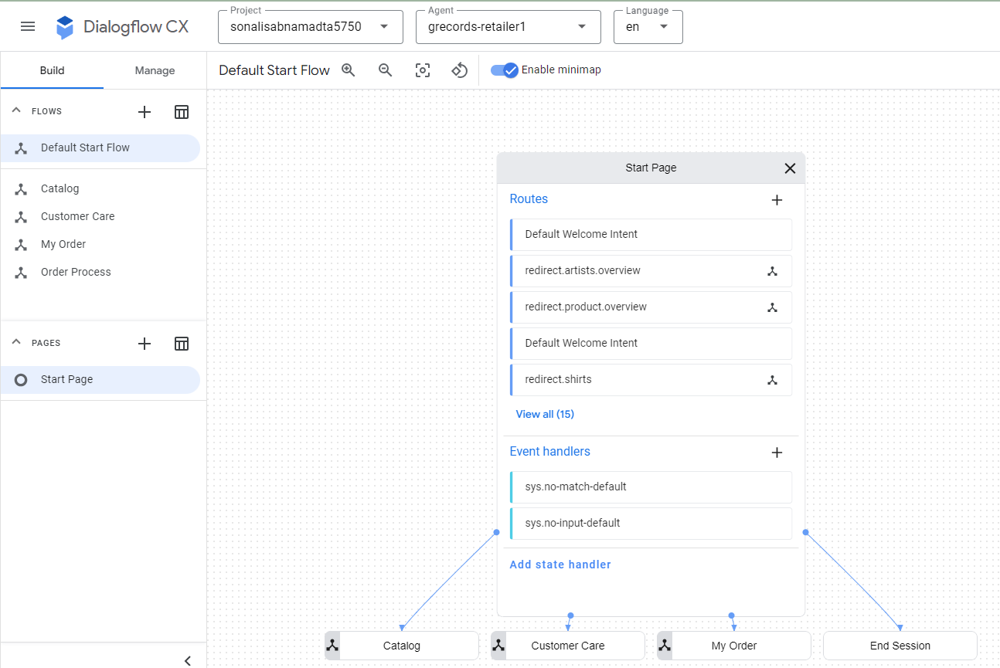 Project
Agent
Language
Dialogflow CX
sonalisabnamadta5750
grecords-retailer1
en
Build
Manage
Default Start Flow
Enable minimap
FLOWS
Default Start Flow
Catalog
Customer Care
My Order
Order Process
PAGES
Start Page
Start Page
Routes
Default Welcome Intent
redirect.artists.overview
redirect.product.overview
Default Welcome Intent
redirect.shirts
View all (15)
Event handlers
sys.no-match-default
sys.no-input-default
Add state handler
Catalog
Customer Care
My Order
End Session